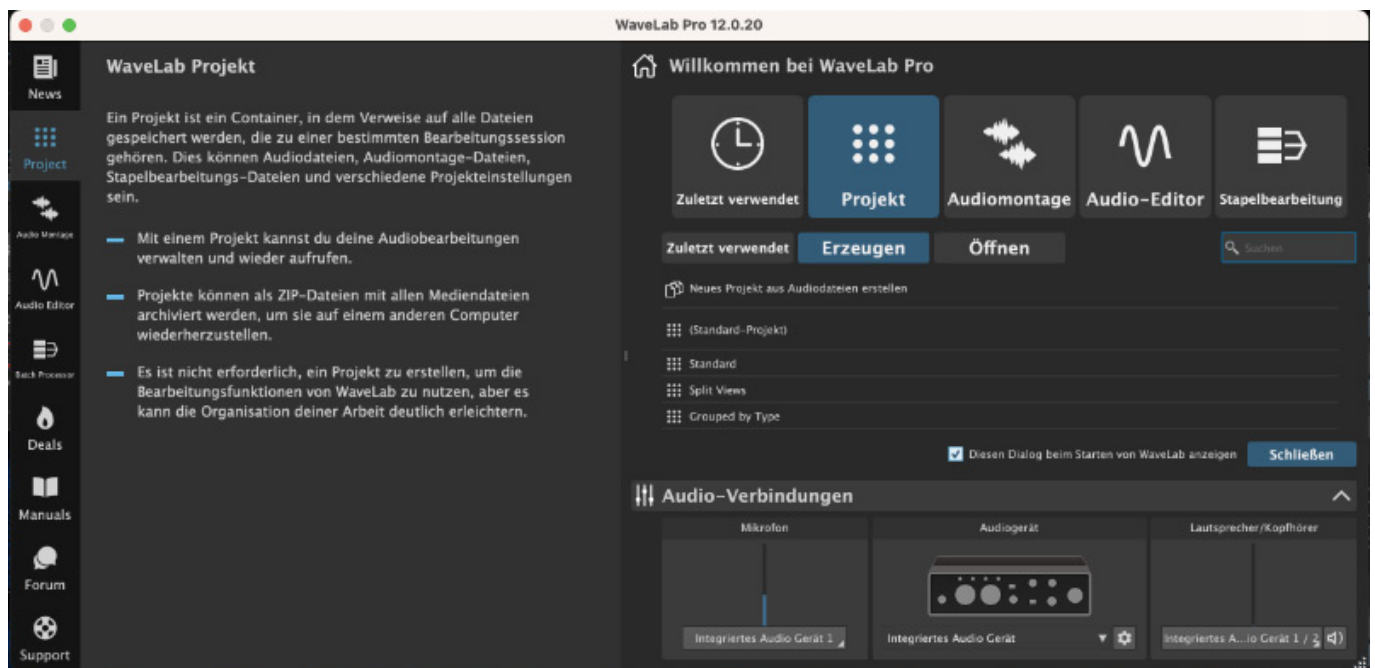 WaveLab Pro 12.0.20
News
Project
Audio Montage
Audio Editor
Batch Processor
Deals
Manuals
Forum
Support
WaveLab Projekt
Ein Projekt ist ein Container, in dem Verweise auf alle Dateien
gespeichert werden, die zu einer bestimmten Bearbeitungssession
gehören. Dies können Audiodateien, Audiomontage-Dateien,
Stapelbearbeitungs-Dateien und verschiedene Projekteinstellungen
sein.
Mit einem Projekt kannst du deine Audiobearbeitungen
verwalten und wieder aufrufen.
Projekte können als ZIP-Dateien mit allen Mediendateien
archiviert werden, um sie auf einem anderen Computer
wiederherzustellen.
Es ist nicht erforderlich, ein Projekt zu erstellen, um die
Bearbeitungsfunktionen von WaveLab zu nutzen, aber es
kann die Organisation deiner Arbeit deutlich erleichtern.
Willkommen bei WaveLab Pro
Zuletzt verwendet Projekt Audiomontage Audio-Editor Stapelbearbeitung
Zuletzt verwendet Erzeugen Öffnen Suchen
Neues Projekt aus Audiodateien erstellen
(Standard-Projekt)
Standard
Split Views
Grouped by Type
Diesen Dialog beim Starten von WaveLab anzeigen Schließen
Audio-Verbindungen
Mikrofon Audiogerät Lautsprecher/Kopfhörer
Integriertes Audio Gerät 1 Integriertes Audio Gerät Integriertes A...io Gerät 1 / 2